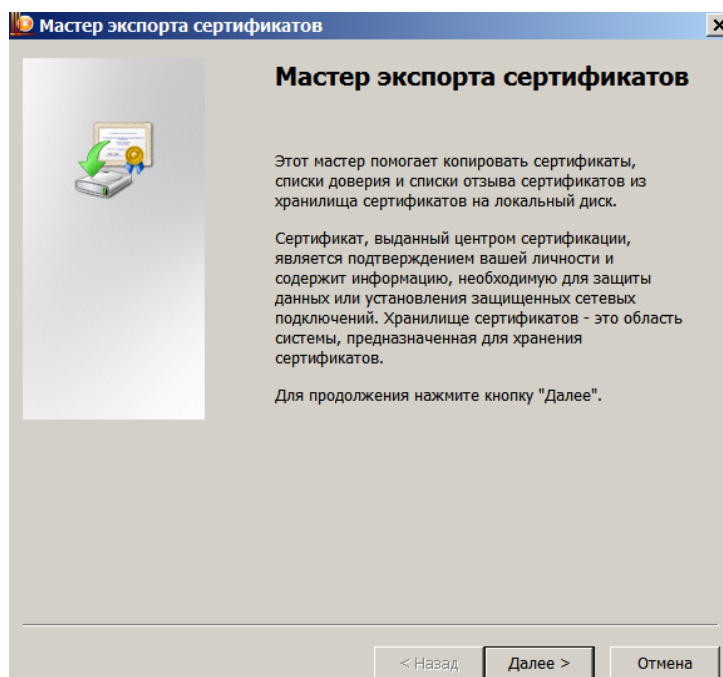 Мастер экспорта сертификатов
Мастер экспорта сертификатов
Этот мастер помогает копировать сертификаты,
списки доверия и списки отзыва сертификатов из
хранилища сертификатов на локальный диск.
Сертификат, выданный центром сертификации,
является подтверждением вашей личности и
содержит информацию, необходимую для защиты
данных или установления защищенных сетевых
подключений. Хранилище сертификатов - это область
системы, предназначенная для хранения
сертификатов.
Для продолжения нажмите кнопку "Далее".
< Назад Далее > Отмена